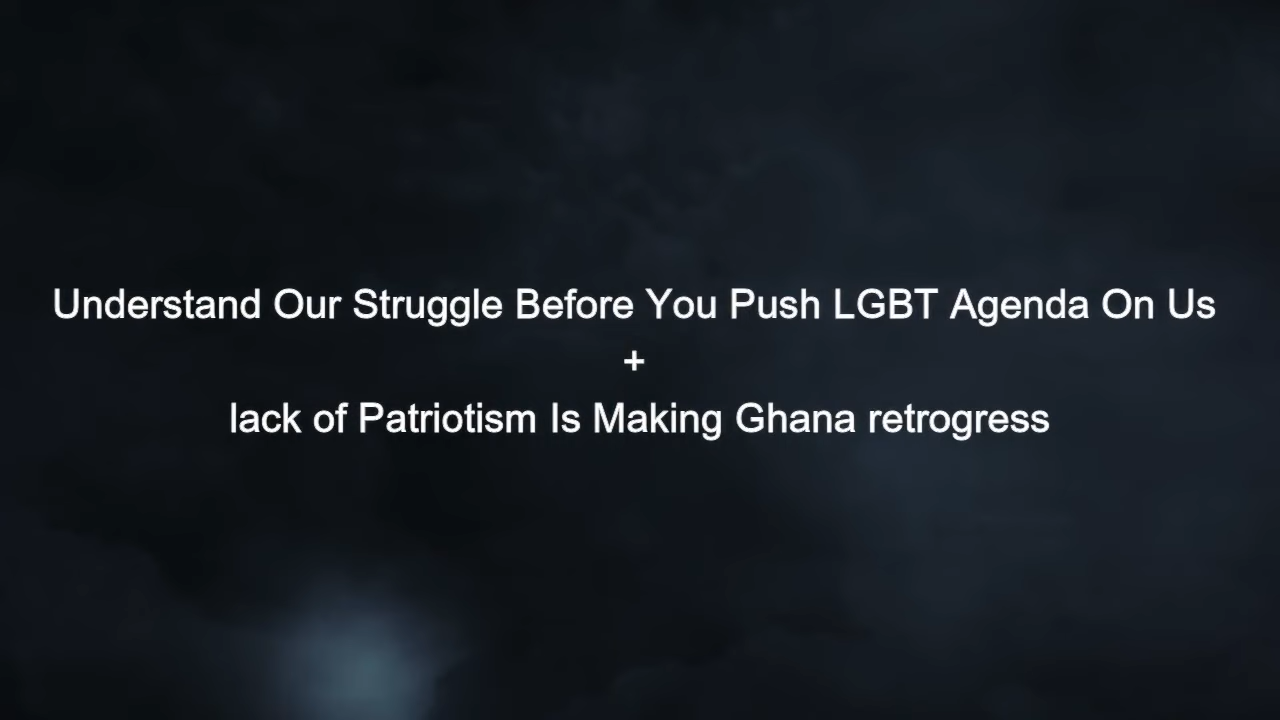 Understand Our Struggle Before You Push LGBT Agenda On Us
+
lack of Patriotism Is Making Ghana retrogress